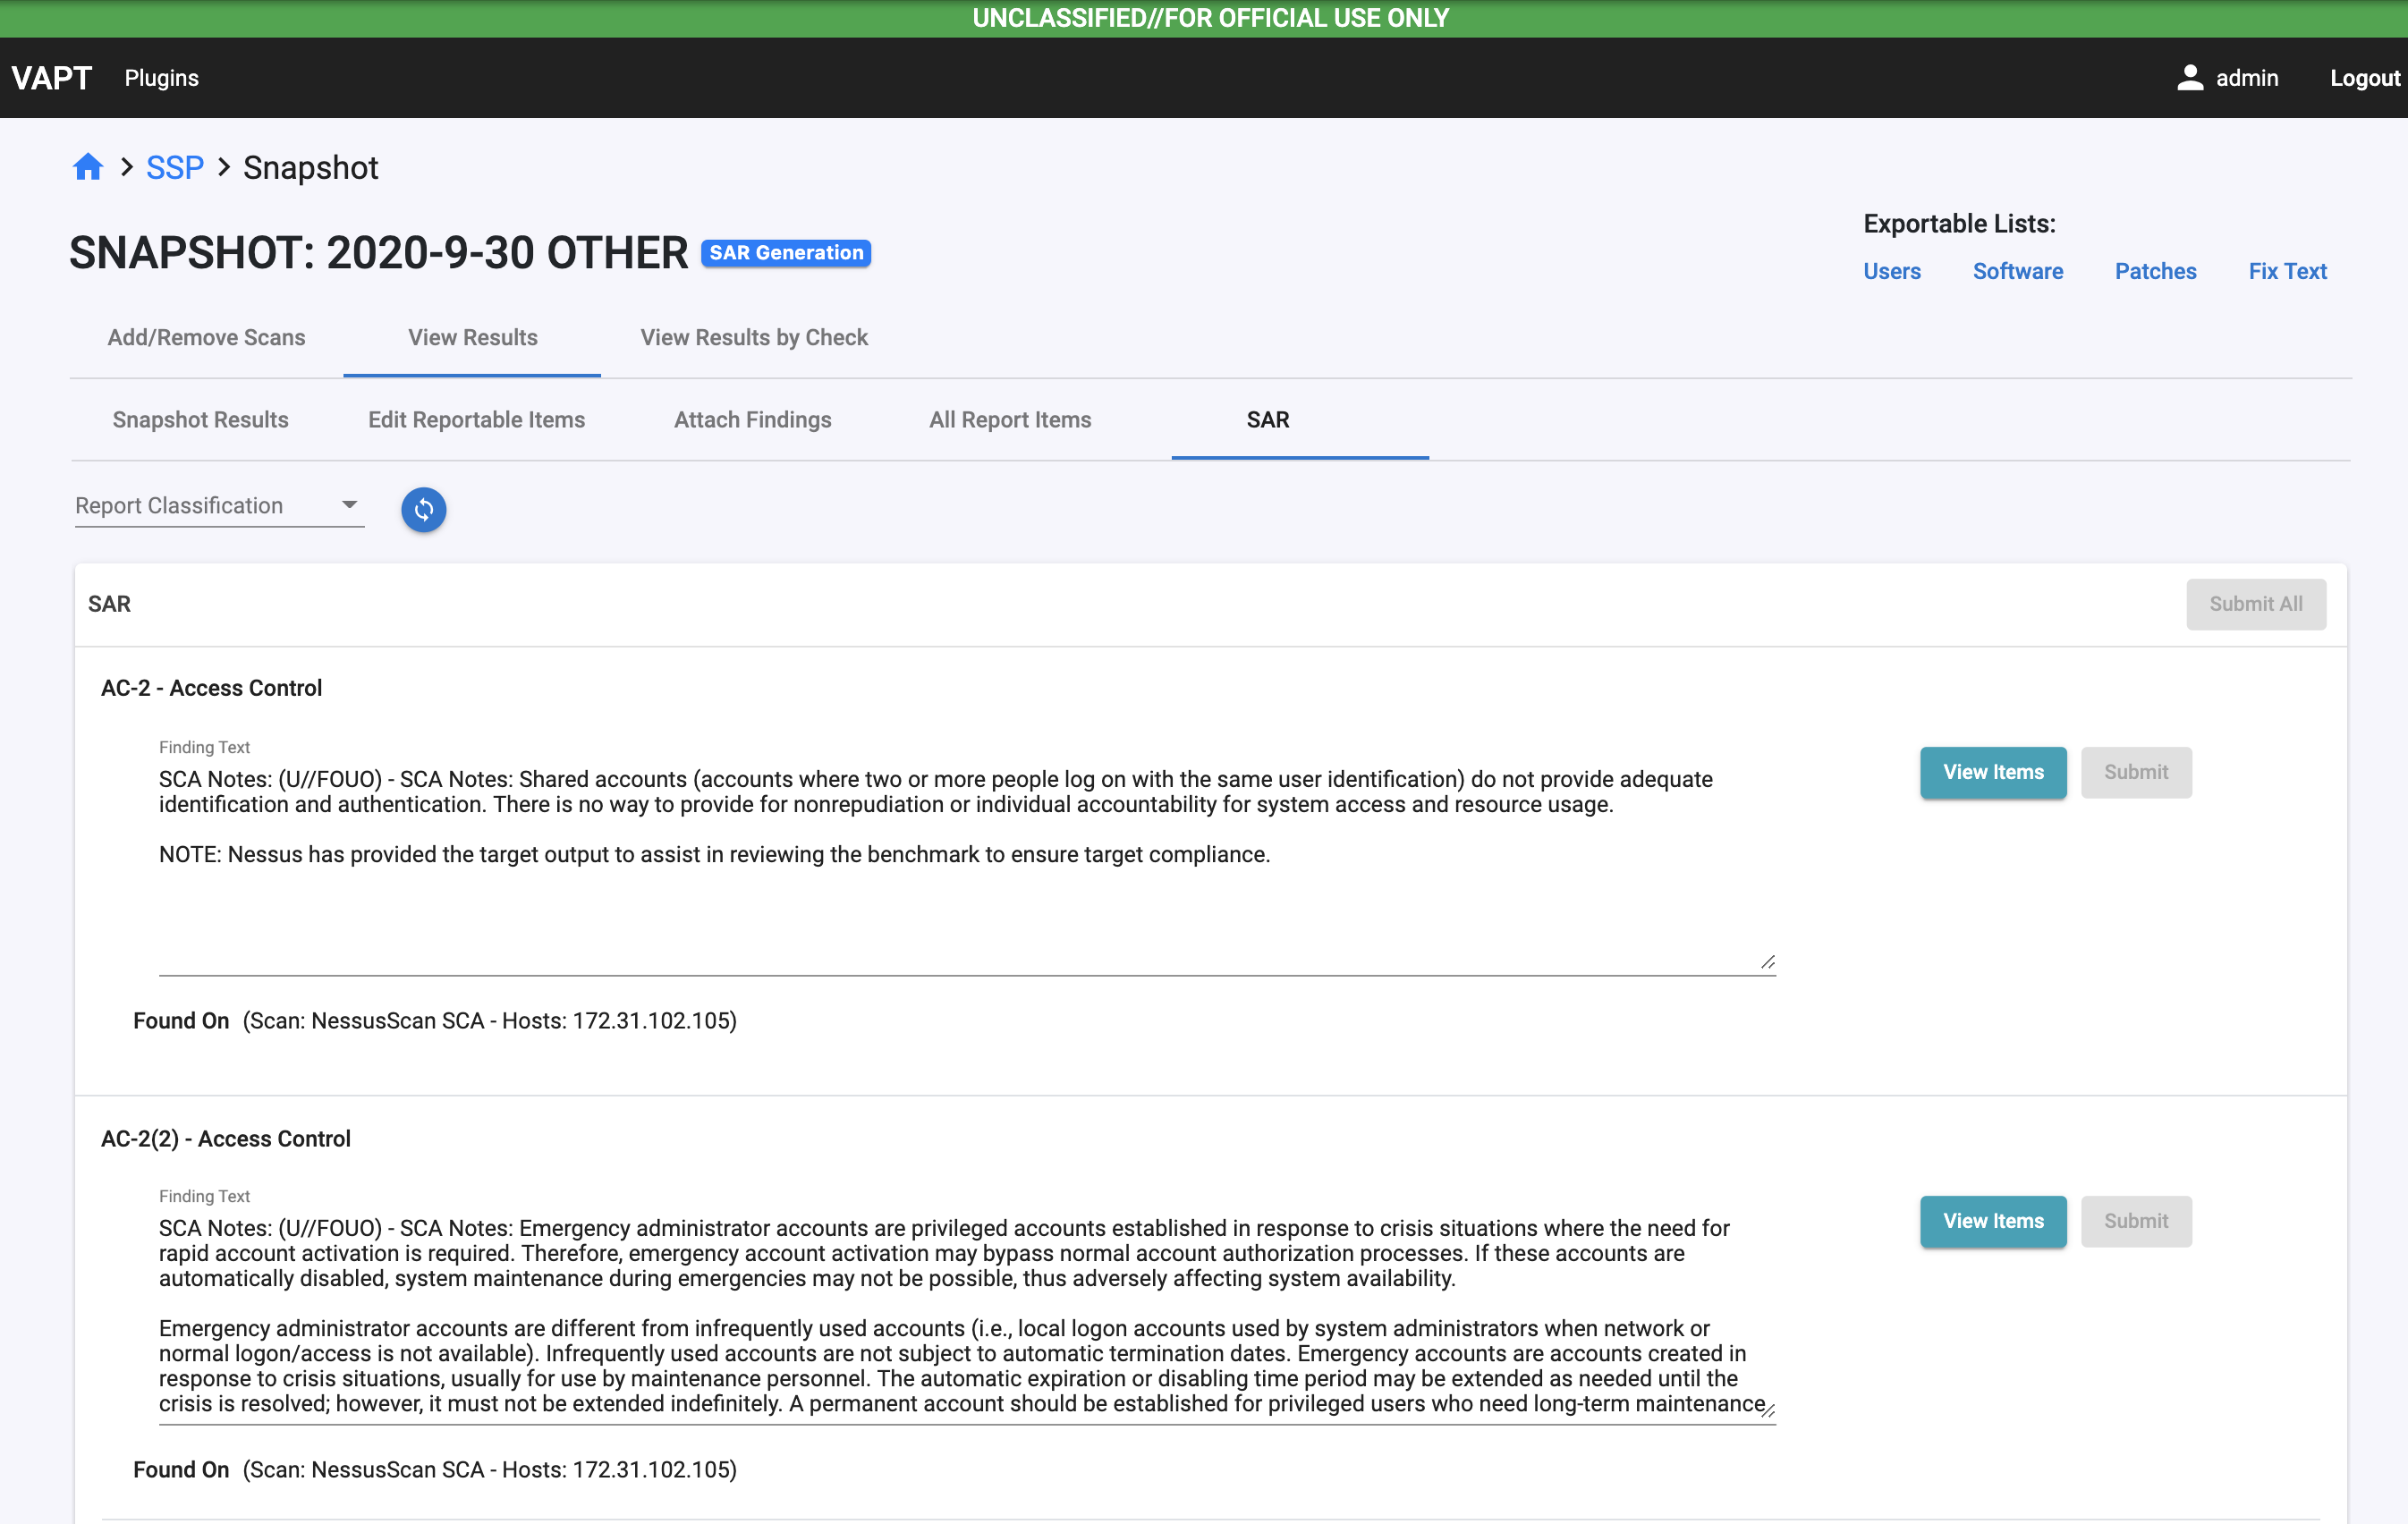 UNCLASSIFIED//FOR OFFICIAL USE ONLY
VAPT Plugins admin Logout
SSP Snapshot
SNAPSHOT: 2020-9-30 OTHER SAR Generation
Exportable Lists:
Users Software Patches Fix Text
Add/Remove Scans View Results View Results by Check
Snapshot Results Edit Reportable Items Attach Findings All Report Items SAR
Report Classification
SAR Submit All
AC-2 - Access Control
Finding Text
SCA Notes: (U//FOUO) - SCA Notes: Shared accounts (accounts where two or more people log on with the same user identification) do not provide adequate
identification and authentication. There is no way to provide for nonrepudiation or individual accountability for system access and resource usage.
NOTE: Nessus has provided the target output to assist in reviewing the benchmark to ensure target compliance.
View Items Submit
Found On (Scan: NessusScan SCA - Hosts: 172.31.102.105)
AC-2(2) - Access Control
Finding Text
SCA Notes: (U//FOUO) - SCA Notes: Emergency administrator accounts are privileged accounts established in response to crisis situations where the need for
rapid account activation is required. Therefore, emergency account activation may bypass normal account authorization processes. If these accounts are
automatically disabled, system maintenance during emergencies may not be possible, thus adversely affecting system availability.
Emergency administrator accounts are different from infrequently used accounts (i.e., local logon accounts used by system administrators when network or
normal logon/access is not available). Infrequently used accounts are not subject to automatic termination dates. Emergency accounts are accounts created in
response to crisis situations, usually for use by maintenance personnel. The automatic expiration or disabling time period may be extended as needed until the
crisis is resolved; however, it must not be extended indefinitely. A permanent account should be established for privileged users who need long-term maintenance
View Items Submit
Found On (Scan: NessusScan SCA - Hosts: 172.31.102.105)